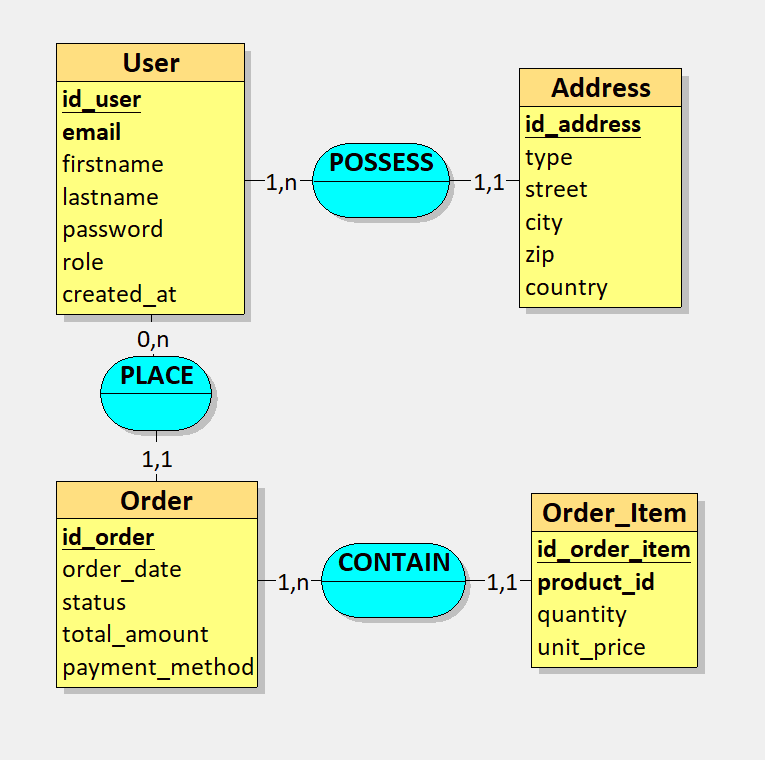 User
id_user
email
firstname
lastname
password
role
created_at
1,n
POSSESS
1,1
Address
id_address
type
street
city
zip
country
0,n
PLACE
1,1
Order
id_order
order_date
status
total_amount
payment_method
1,n
CONTAIN
1,1
Order_Item
id_order_item
product_id
quantity
unit_price